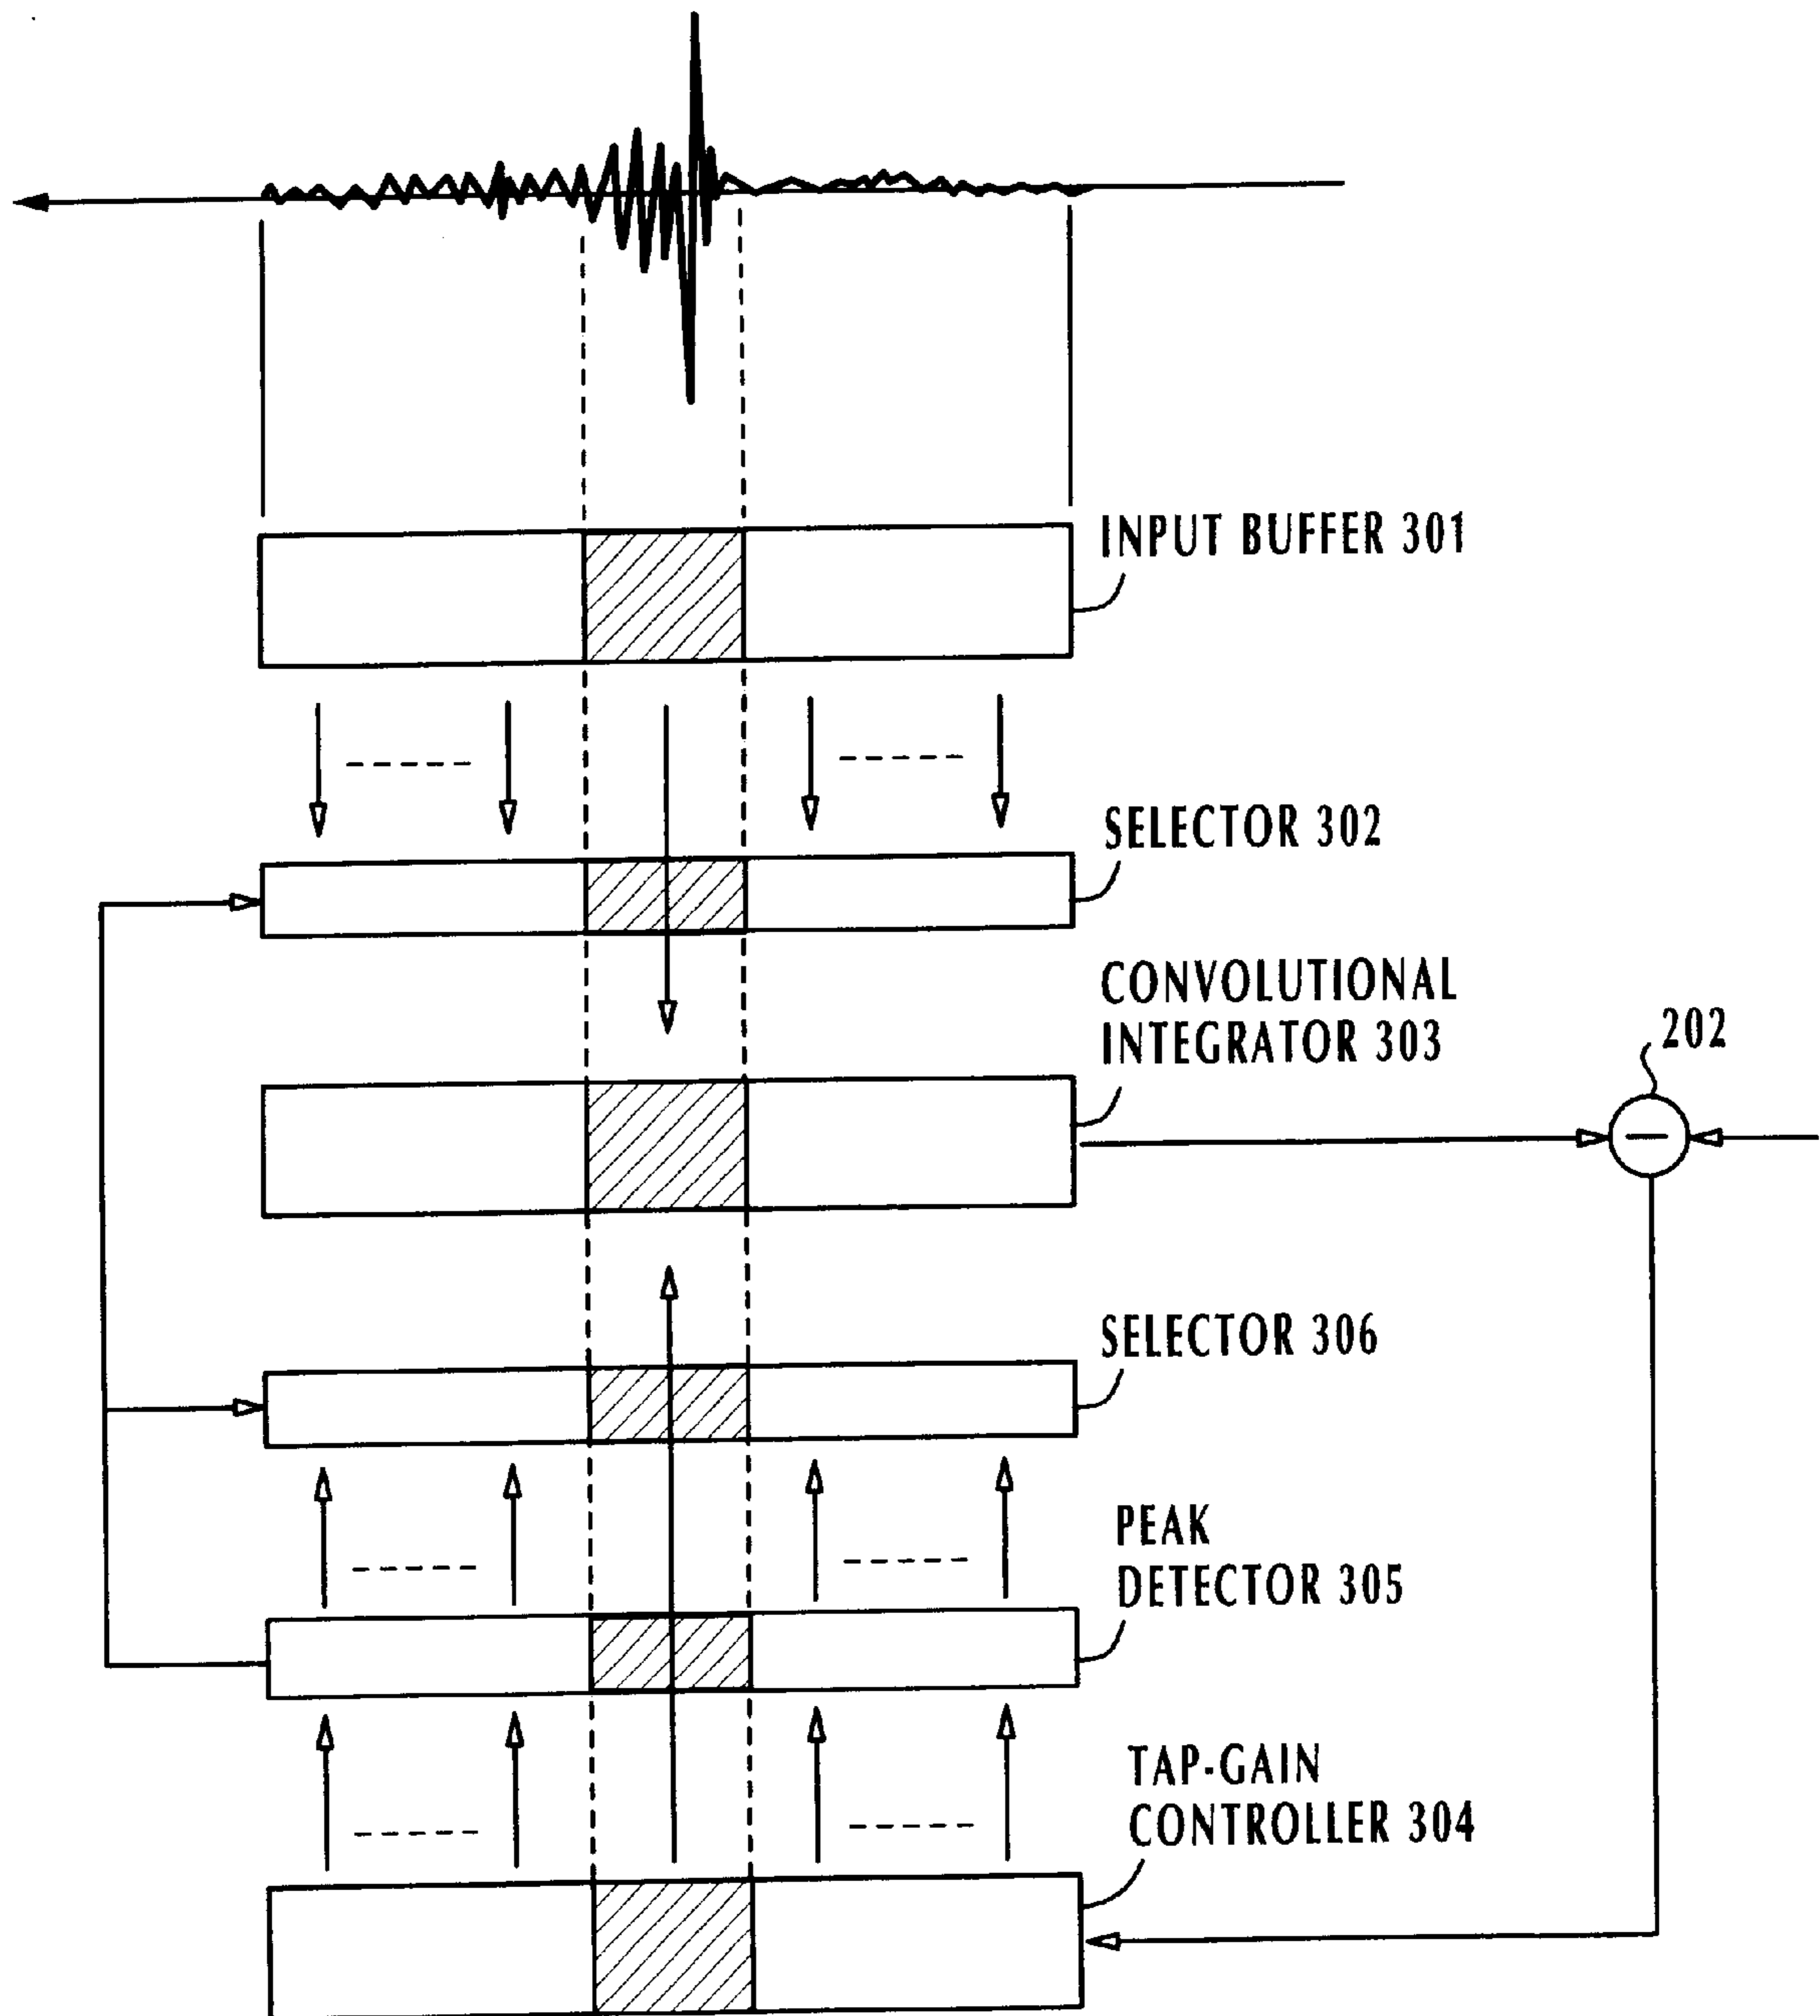 INPUT BUFFER 301
SELECTOR 302
CONVOLUTIONAL
INTEGRATOR 303
202
SELECTOR 306
PEAK
DETECTOR 305
TAP-GAIN
CONTROLLER 304